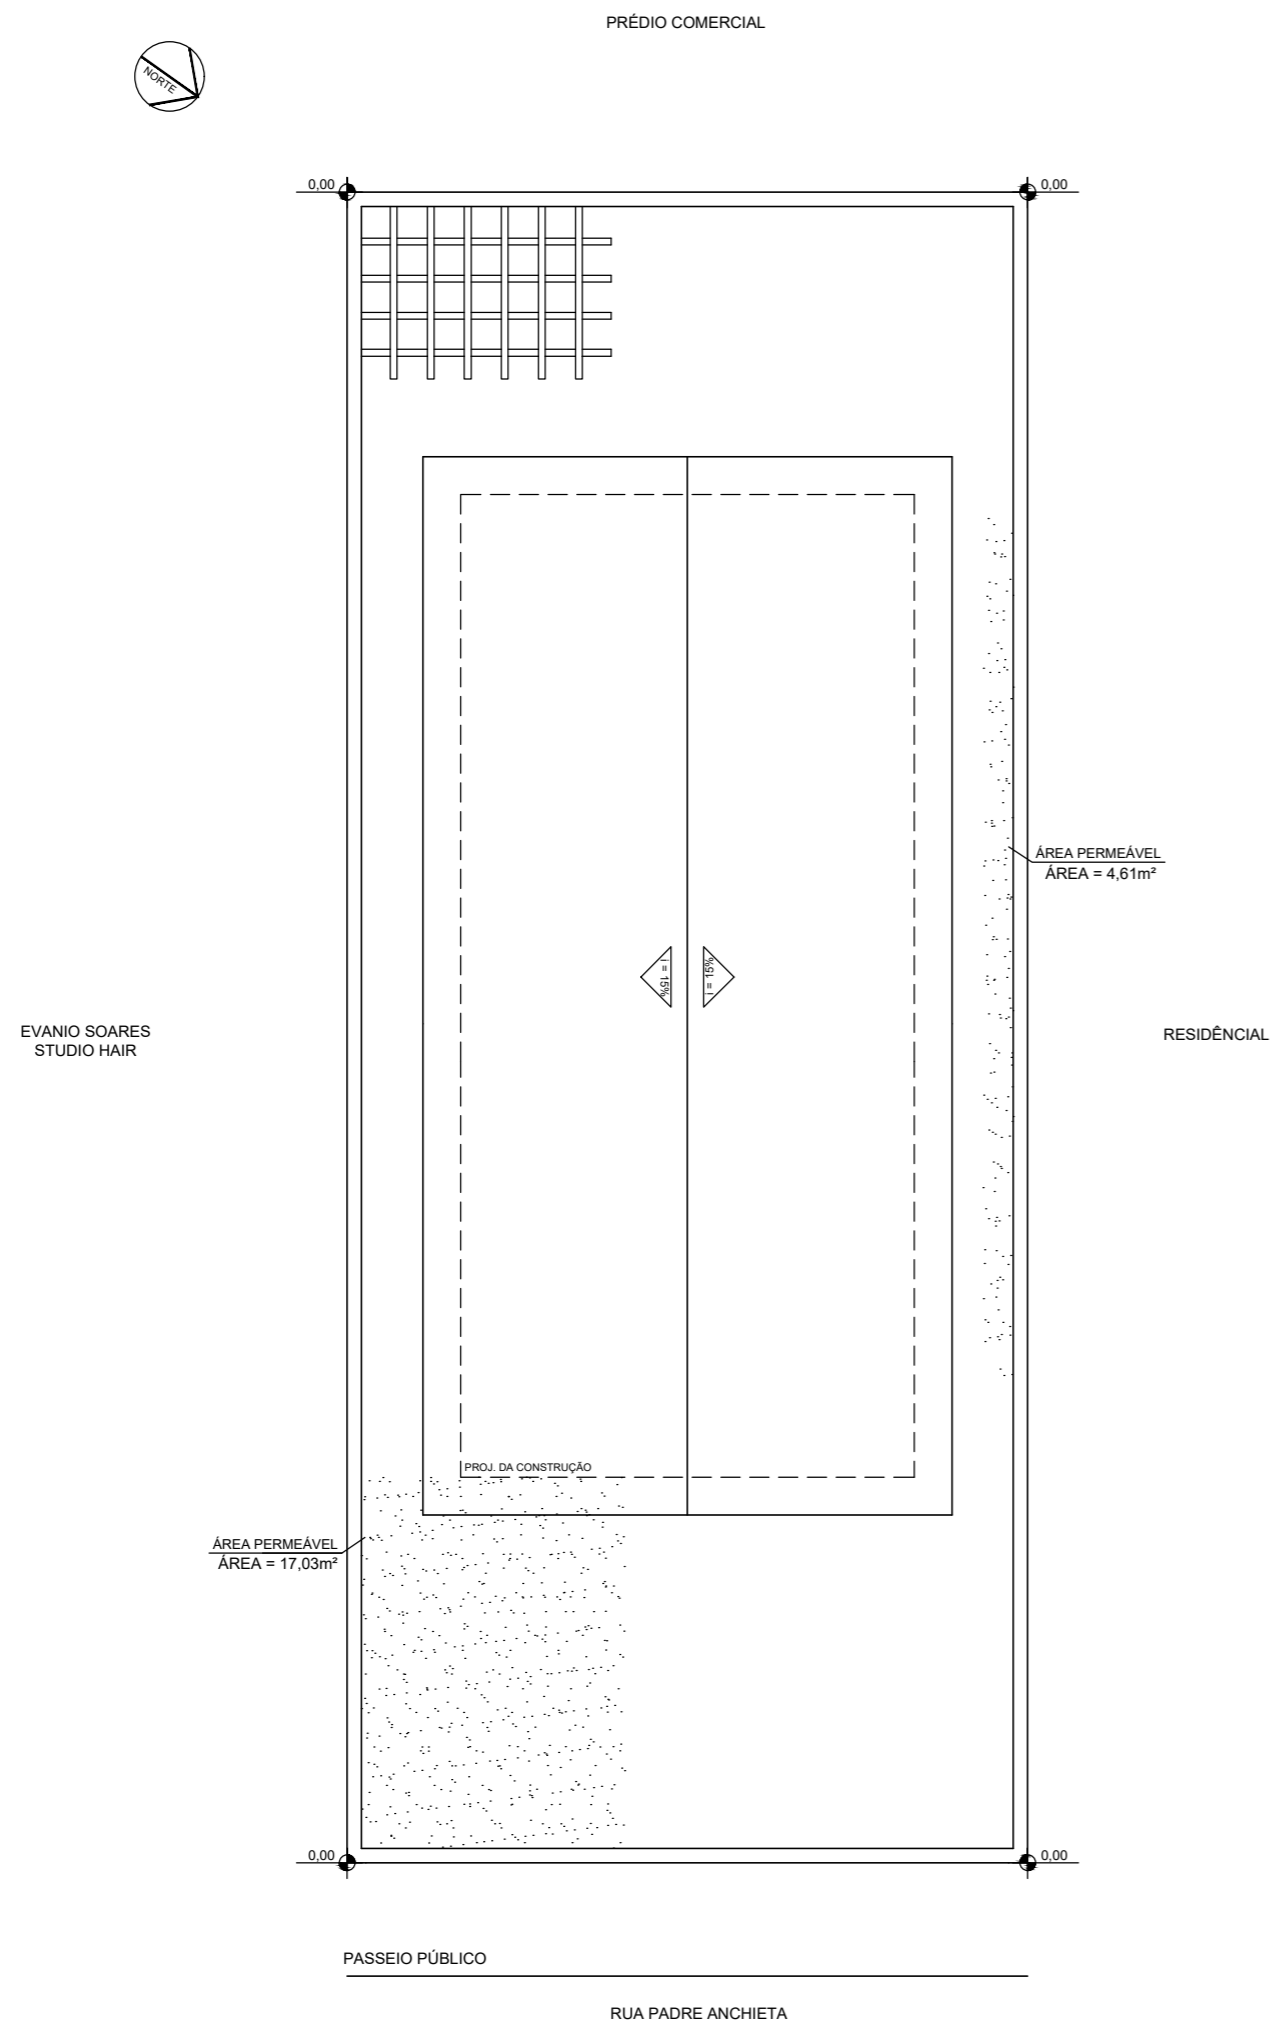 PRÉDIO COMERCIAL
NORTE
0,00
0,00
ÁREA PERMEÁVEL
ÁREA = 4,61m²
i = 15%
i = 15%
EVANIO SOARES
STUDIO HAIR
RESIDÊNCIAL
PROJ. DA CONSTRUÇÃO
ÁREA PERMEÁVEL
ÁREA = 17,03m²
0,00
0,00
PASSEIO PÚBLICO
RUA PADRE ANCHIETA